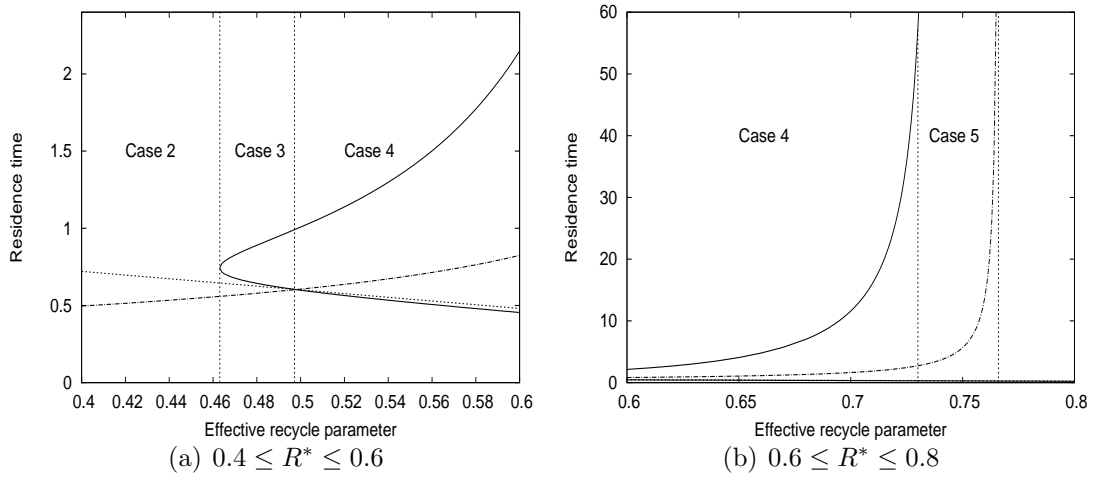 2
1.5
1
0.5
0
Residence time
Case 2
Case 3
Case 4
0.4 0.42 0.44 0.46 0.48 0.5 0.52 0.54 0.56 0.58 0.6
Effective recycle parameter
(a) 0.4 ≤ R* ≤ 0.6
60
50
40
30
20
10
0
Residence time
Case 4
Case 5
0.6 0.65 0.7 0.75 0.8
Effective recycle parameter
(b) 0.6 ≤ R* ≤ 0.8